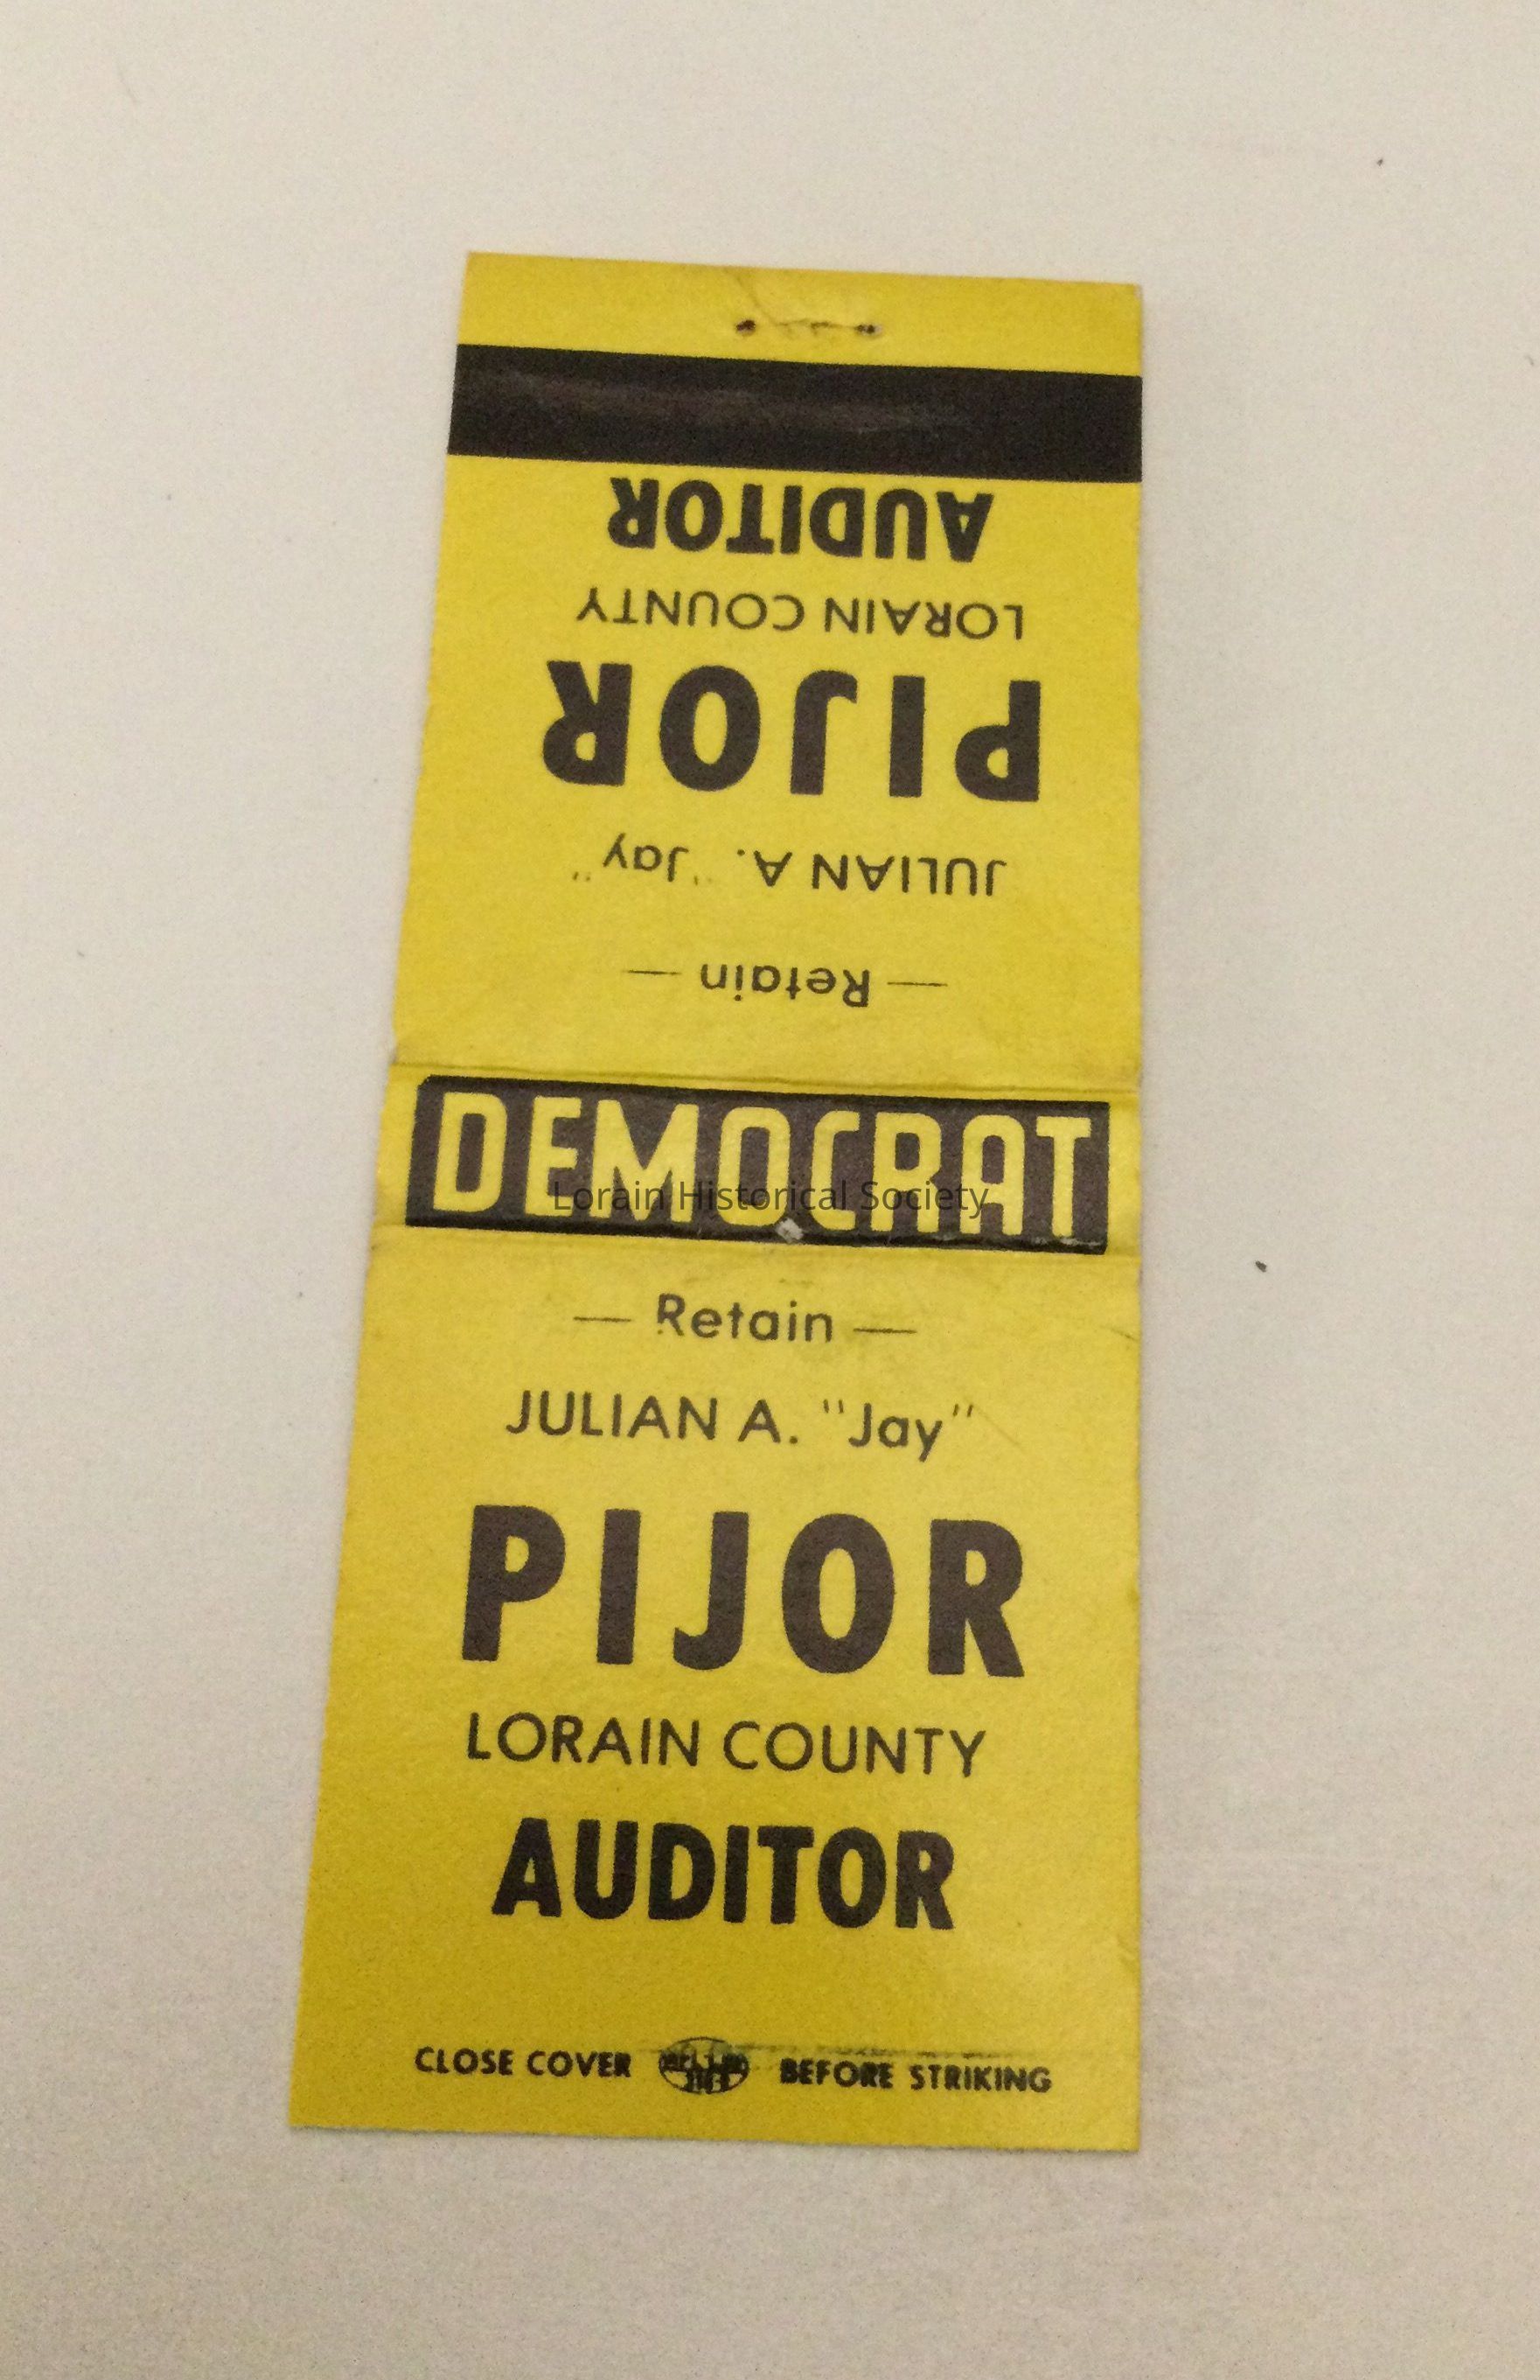 AUDITOR
LORAIN COUNTY
PIJOR
JULIAN A. "Jay"
— Retain —
DEMOCRAT
Lorain Historical Society
— Retain —
JULIAN A. "Jay"
PIJOR
LORAIN COUNTY
AUDITOR
CLOSE COVER BEFORE STRIKING